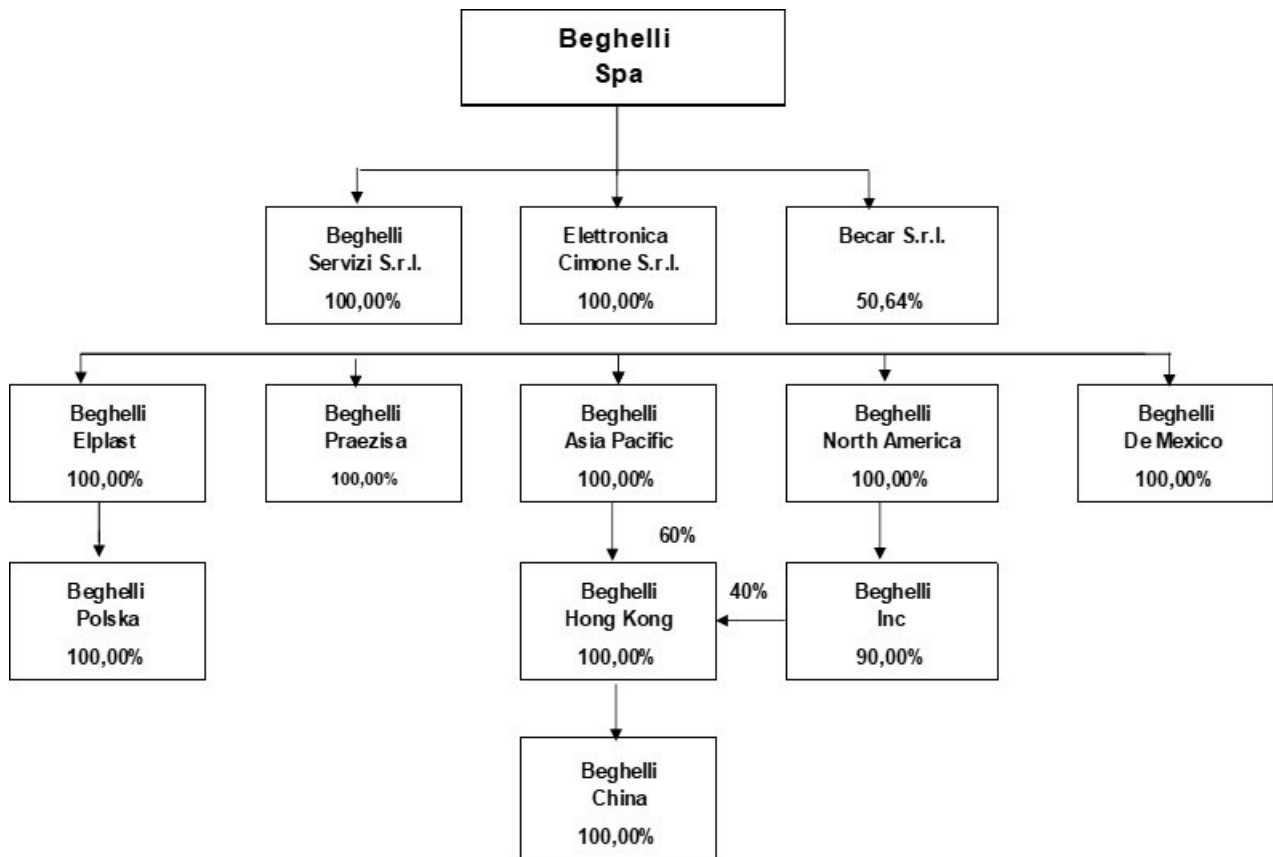 Beghelli
Spa
Beghelli
Servizi S.r.l.
100,00%
Elettronica
Cimone S.r.l.
100,00%
Becar S.r.l.
50,64%
Beghelli
Elplast
100,00%
Beghelli
Praezisa
100,00%
Beghelli
Asia Pacific
100,00%
Beghelli
North America
100,00%
Beghelli
De Mexico
100,00%
60%
Beghelli
Polska
100,00%
Beghelli
Hong Kong
100,00%
40%
Beghelli
Inc
90,00%
Beghelli
China
100,00%